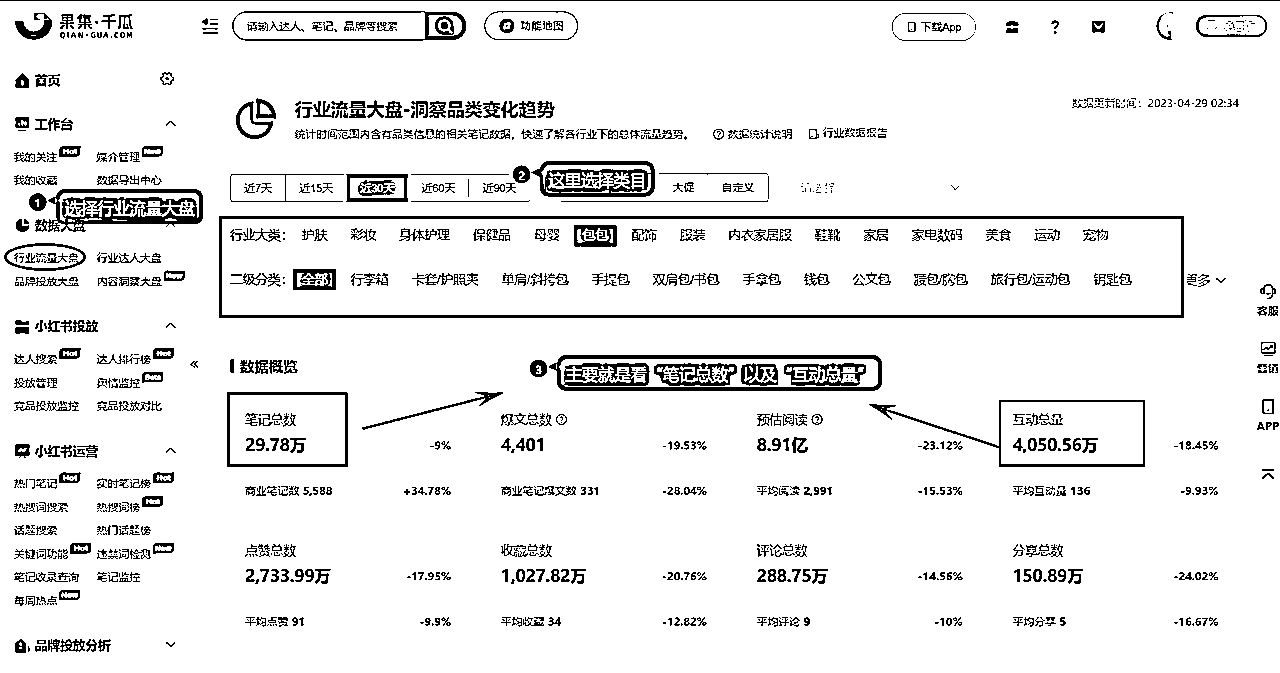 果集·千瓜
QIAN-GUA.COM
请输入达人、笔记、品牌等搜索
功能地图
下载App
首页
工作台
我的关注 Hot 媒介管理 New
我的收藏 数据导出中心
1 选择行业流量大盘
数据大盘
行业流量大盘 行业达人大盘
品牌投放大盘 内容洞察大盘 New
小红书投放
达人搜索 Hot 达人排行榜 Hot
投放管理 舆情监控 Beta
竞品投放监控 竞品投放对比
小红书运营
热门笔记 Hot 实时笔记榜 Hot
热搜词搜索 热搜词榜 Hot
话题搜索 热门话题榜
关键词功能 Hot 违禁词检测 New
笔记收录查询 笔记监控
每周热点 New
品牌投放分析
行业流量大盘-洞察品类变化趋势
数据更新时间：2023-04-29 02:34
统计时间范围内含有品类信息的相关笔记数据，快速了解各行业下的总体流量趋势。 数据统计说明 行业数据报告
近7天 近15天 近30天 近60天 近90天 2 这里选择类目 大促 自定义 请选择
行业大类： 护肤 彩妆 身体护理 保健品 母婴 【包包】 配饰 服装 内衣家居服 鞋靴 家居 家电数码 美食 运动 宠物
二级分类： 【全部】 行李箱 卡套/护照夹 单肩/斜挎包 手提包 双肩包/书包 手拿包 钱包 公文包 腰包/胸包 旅行包/运动包 钥匙包 更多
数据概览
3 主要就是看“笔记总数”以及“互动总量”
笔记总数 爆文总数 预估阅读 互动总量
29.78万 -9% 4,401 -19.53% 8.91亿 -23.12% 4,050.56万 -18.45%
商业笔记数 5,588 +34.78% 商业笔记爆文数 331 -28.04% 平均阅读 2,991 -15.53% 平均互动量 136 -9.93%
点赞总数 收藏总数 评论总数 分享总数
2,733.99万 -17.95% 1,027.82万 -20.76% 288.75万 -14.56% 150.89万 -24.02%
平均点赞 91 -9.9% 平均收藏 34 -12.82% 平均评论 9 -10% 平均分享 5 -16.67%
客服
APP